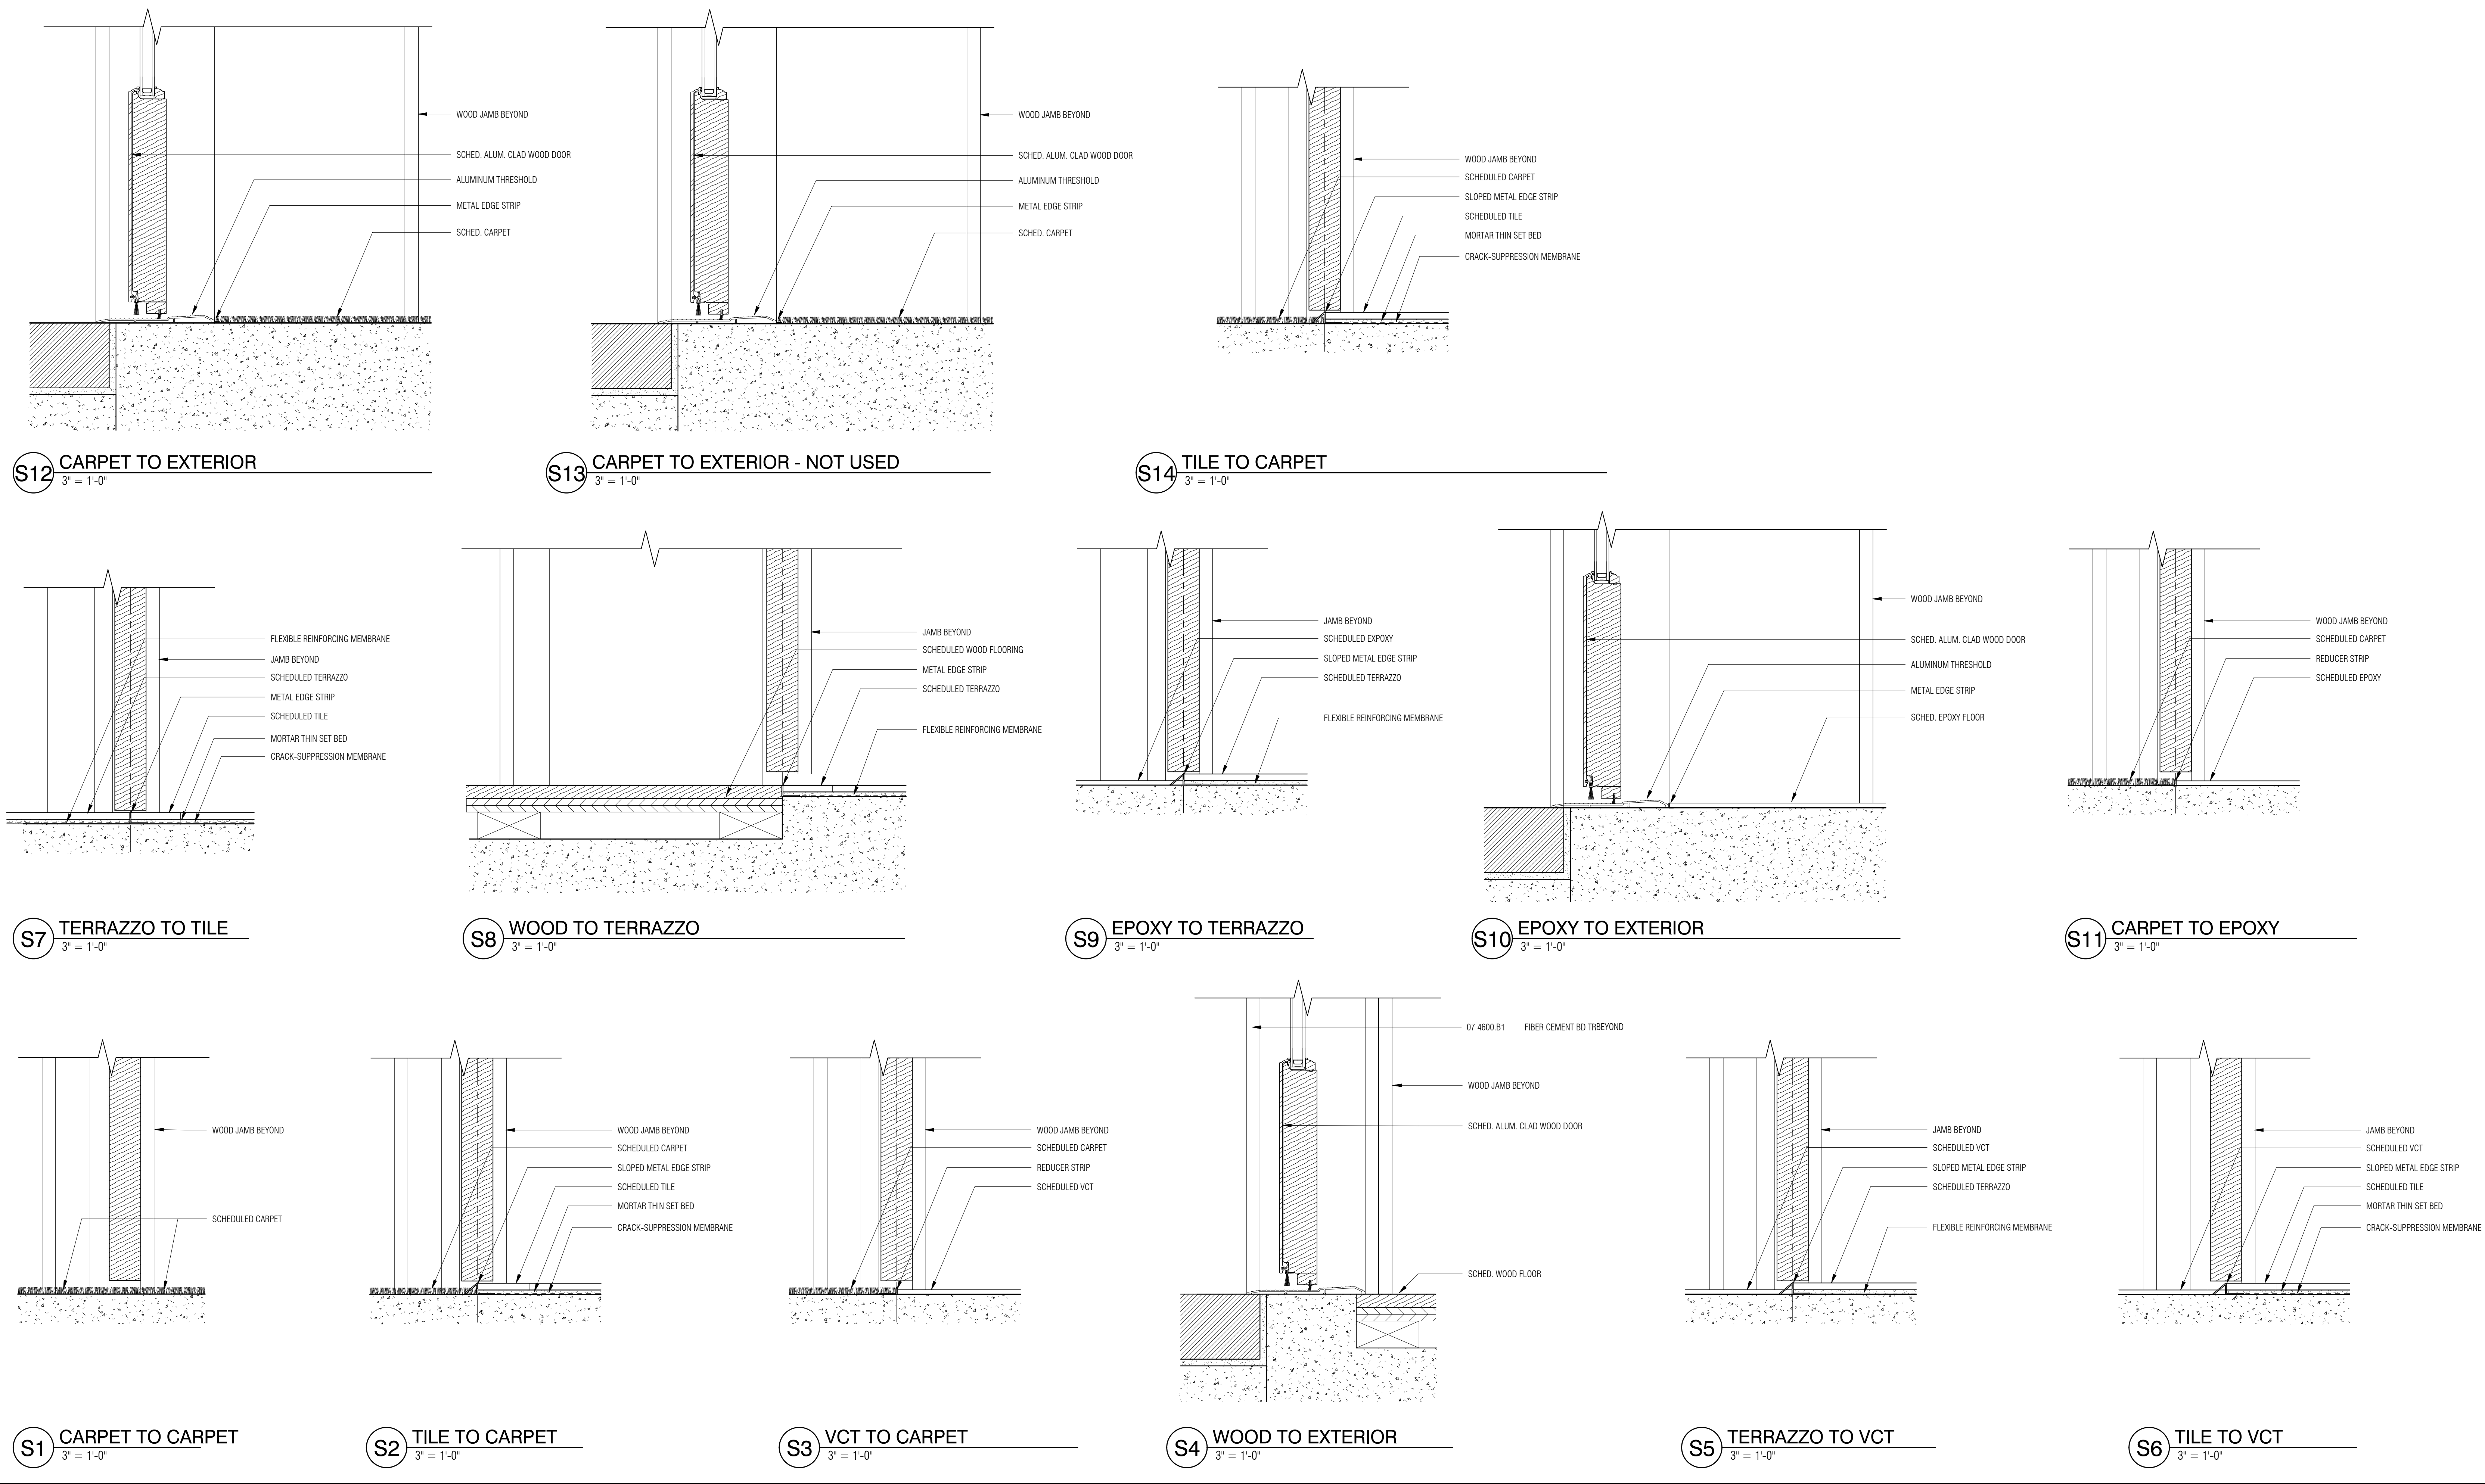 WOOD JAMB BEYOND
SCHED. ALUM. CLAD WOOD DOOR
ALUMINUM THRESHOLD
METAL EDGE STRIP
SCHED. CARPET
S12 CARPET TO EXTERIOR
3" = 1'-0"
WOOD JAMB BEYOND
SCHED. ALUM. CLAD WOOD DOOR
ALUMINUM THRESHOLD
METAL EDGE STRIP
SCHED. CARPET
S13 CARPET TO EXTERIOR - NOT USED
3" = 1'-0"
WOOD JAMB BEYOND
SCHEDULED CARPET
SLOPED METAL EDGE STRIP
SCHEDULED TILE
MORTAR THIN SET BED
CRACK-SUPPRESSION MEMBRANE
S14 TILE TO CARPET
3" = 1'-0"
FLEXIBLE REINFORCING MEMBRANE
JAMB BEYOND
SCHEDULED TERRAZZO
METAL EDGE STRIP
SCHEDULED TILE
MORTAR THIN SET BED
CRACK-SUPPRESSION MEMBRANE
S7 TERRAZZO TO TILE
3" = 1'-0"
JAMB BEYOND
SCHEDULED WOOD FLOORING
METAL EDGE STRIP
SCHEDULED TERRAZZO
FLEXIBLE REINFORCING MEMBRANE
S8 WOOD TO TERRAZZO
3" = 1'-0"
JAMB BEYOND
SCHEDULED EXPOXY
SLOPED METAL EDGE STRIP
SCHEDULED TERRAZZO
FLEXIBLE REINFORCING MEMBRANE
S9 EPOXY TO TERRAZZO
3" = 1'-0"
WOOD JAMB BEYOND
SCHED. ALUM. CLAD WOOD DOOR
ALUMINUM THRESHOLD
METAL EDGE STRIP
SCHED. EPOXY FLOOR
S10 EPOXY TO EXTERIOR
3" = 1'-0"
WOOD JAMB BEYOND
SCHEDULED CARPET
REDUCER STRIP
SCHEDULED EPOXY
S11 CARPET TO EPOXY
3" = 1'-0"
WOOD JAMB BEYOND
SCHEDULED CARPET
S1 CARPET TO CARPET
3" = 1'-0"
WOOD JAMB BEYOND
SCHEDULED CARPET
SLOPED METAL EDGE STRIP
SCHEDULED TILE
MORTAR THIN SET BED
CRACK-SUPPRESSION MEMBRANE
S2 TILE TO CARPET
3" = 1'-0"
WOOD JAMB BEYOND
SCHEDULED CARPET
REDUCER STRIP
SCHEDULED VCT
S3 VCT TO CARPET
3" = 1'-0"
07 4600.B1 FIBER CEMENT BD TRBEYOND
WOOD JAMB BEYOND
SCHED. ALUM. CLAD WOOD DOOR
SCHED. WOOD FLOOR
S4 WOOD TO EXTERIOR
3" = 1'-0"
JAMB BEYOND
SCHEDULED VCT
SLOPED METAL EDGE STRIP
SCHEDULED TERRAZZO
FLEXIBLE REINFORCING MEMBRANE
S5 TERRAZZO TO VCT
3" = 1'-0"
JAMB BEYOND
SCHEDULED VCT
SLOPED METAL EDGE STRIP
SCHEDULED TILE
MORTAR THIN SET BED
CRACK-SUPPRESSION MEMBRANE
S6 TILE TO VCT
3" = 1'-0"